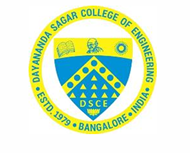 DAYANANDA SAGAR COLLEGE OF ENGINEERING
• ESTD. 1979 • BANGALORE • INDIA •
DSCE